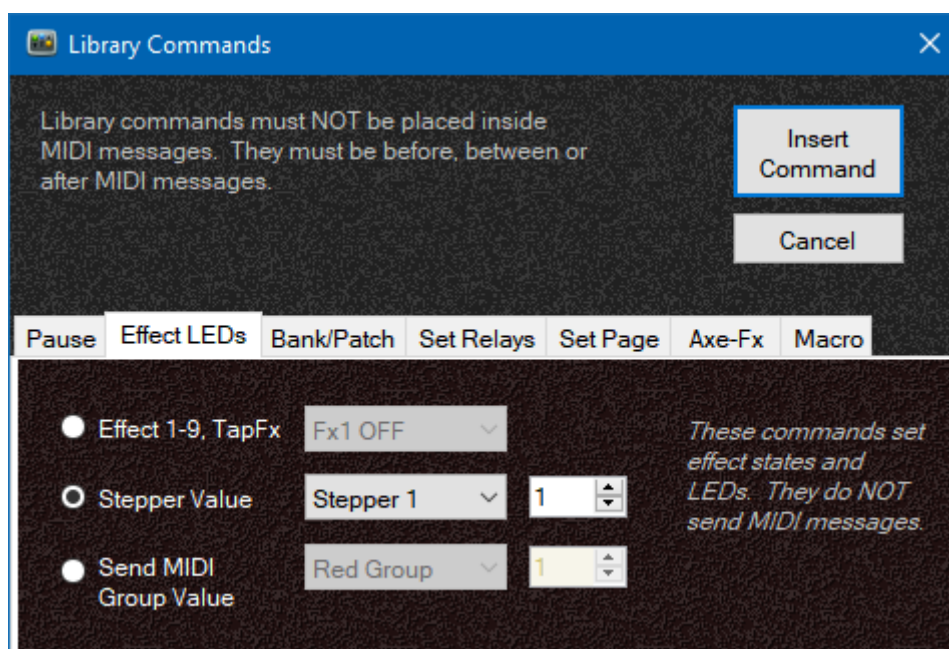 Library Commands
Library commands must NOT be placed inside
MIDI messages.  They must be before, between or
after MIDI messages.
Insert
Command
Cancel
Pause Effect LEDs Bank/Patch Set Relays Set Page Axe-Fx Macro
Effect 1-9, TapFx Fx1 OFF
Stepper Value Stepper 1 1
Send MIDI
Group Value
Red Group 1
These commands set
effect states and
LEDs.  They do NOT
send MIDI messages.